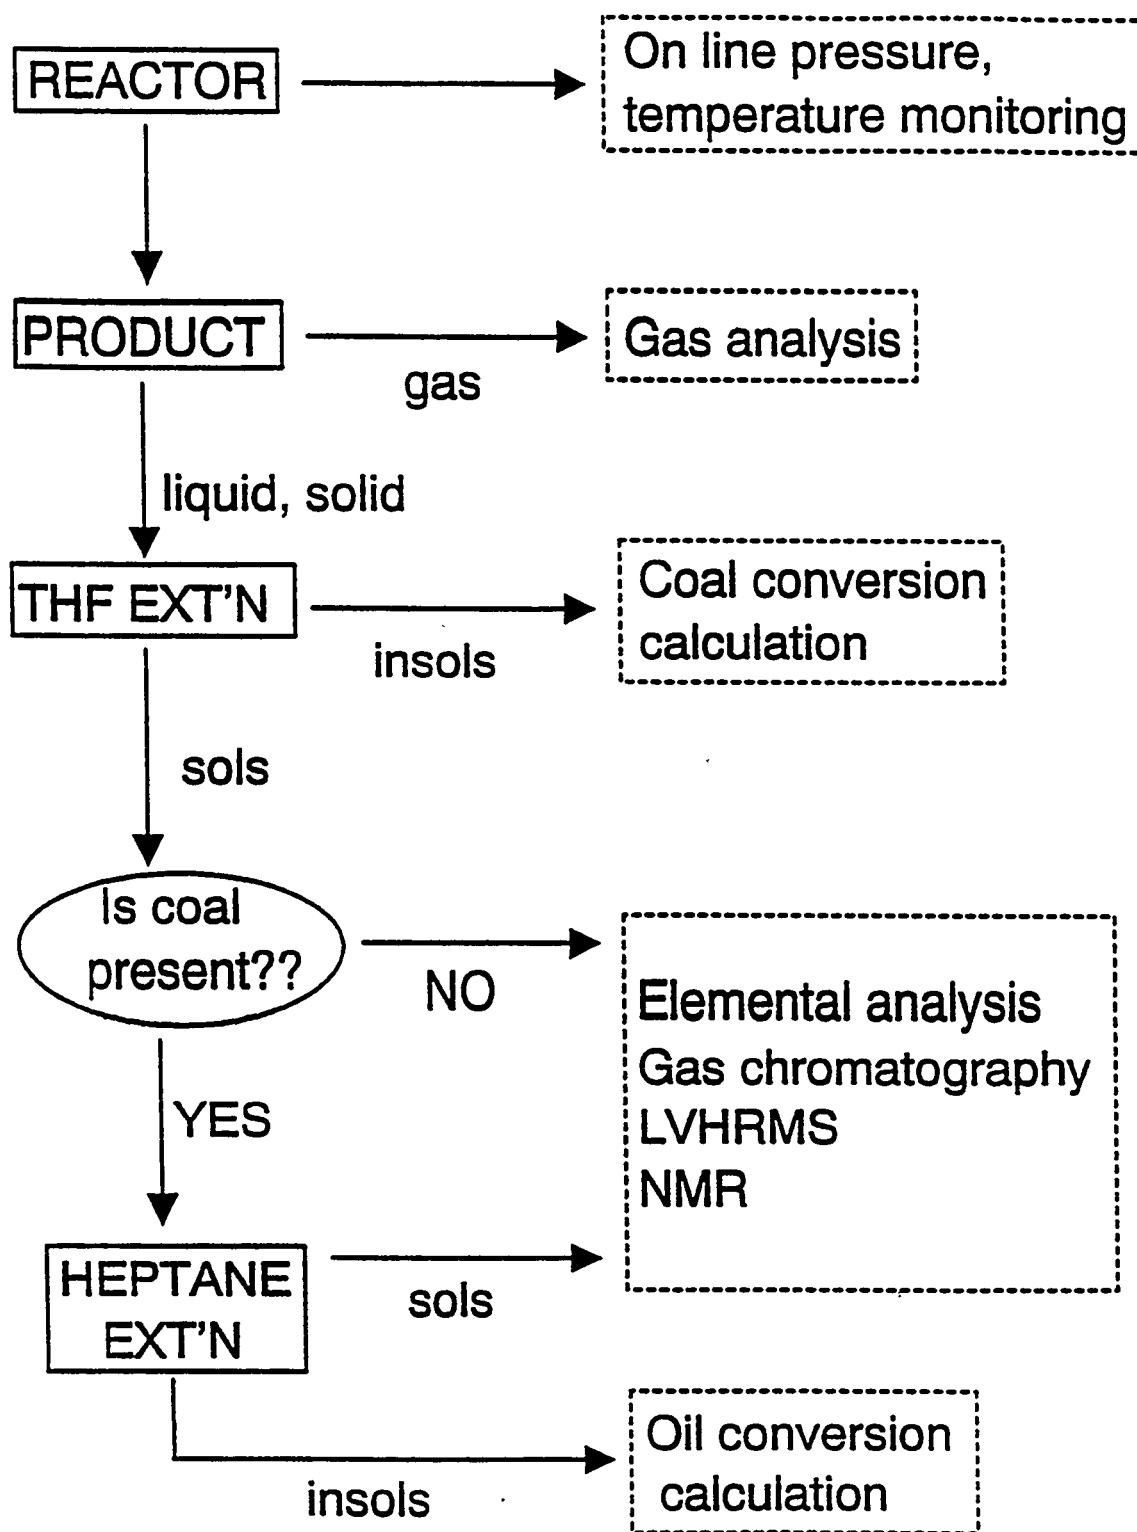 REACTOR
On line pressure,
temperature monitoring
PRODUCT
gas
Gas analysis
liquid, solid
THF EXT'N
insols
Coal conversion
calculation
sols
Is coal
present??
NO
Elemental analysis
Gas chromatography
LVHRMS
NMR
YES
HEPTANE
EXT'N
sols
insols
Oil conversion
calculation